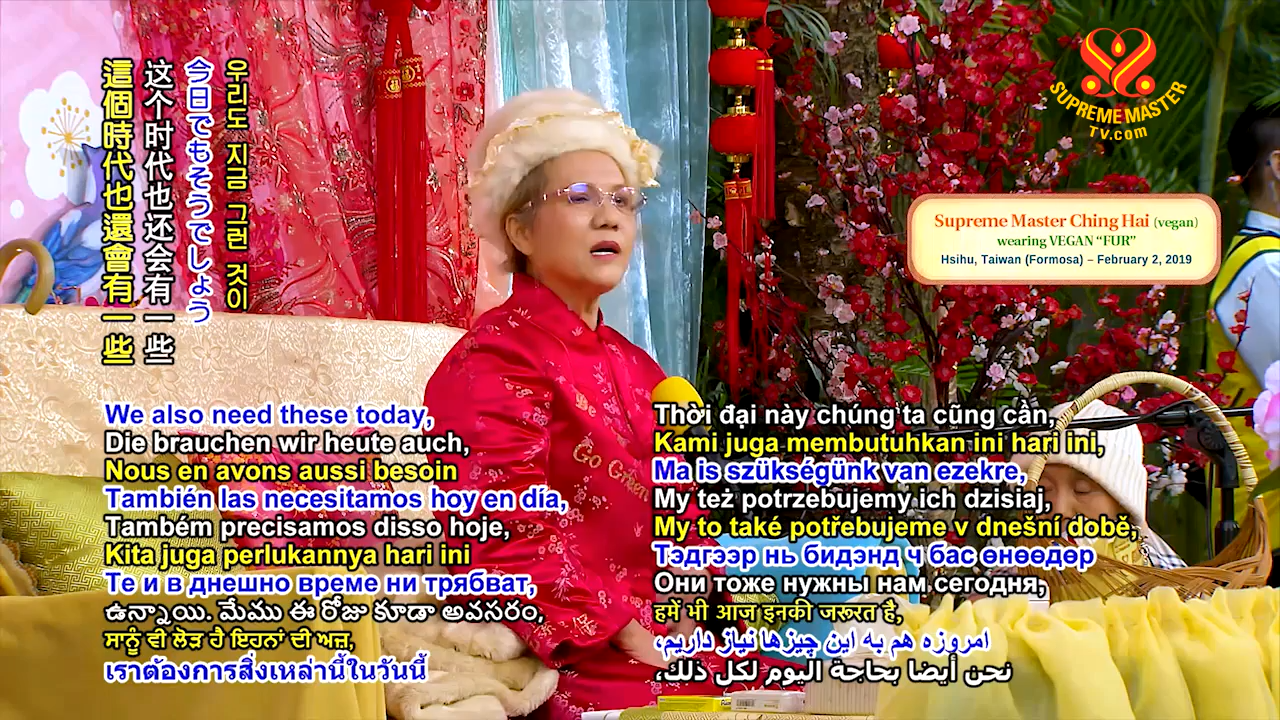 우리도 지금 그런 것이
今日でもそうでしょう
这个时代也还会有一些
這個時代也還會有一些
SUPREME MASTER
TV.com
Supreme Master Ching Hai (vegan)
wearing VEGAN “FUR”
Hsihu, Taiwan (Formosa) – February 2, 2019
Go Green
We also need these today,
Die brauchen wir heute auch,
Nous en avons aussi besoin
También las necesitamos hoy en día,
Também precisamos disso hoje,
Kita juga perlukannya hari ini
Те и в днешно време ни трябват,
ఉన్నాయి. మేము ఈ రోజు కూడా అవసరం,
ਸਾਨੂੰ ਵੀ ਲੋੜ ਹੈ ਇਹਨਾਂ ਦੀ ਅਜ਼,
เราต้องการสิ่งเหล่านี้ในวันนี้
Thời đại này chúng ta cũng cần,
Kami juga membutuhkan ini hari ini,
Ma is szükségünk van ezekre,
My też potrzebujemy ich dzisiaj,
My to také potřebujeme v dnešní době,
Тэдгээр нь бидэнд ч бас өнөөдөр
Они тоже нужны нам сегодня,
हमें भी आज इनकी जरूरत है,
امروزه هم به این چیزها نیاز داریم،
نحن أيضا بحاجة اليوم لكل ذلك،